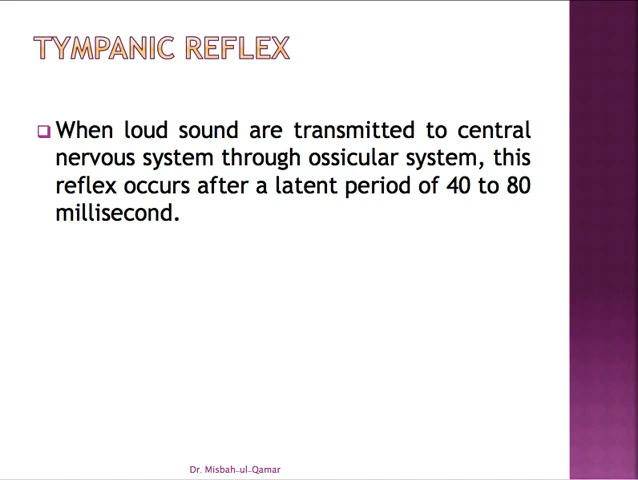 TYMPANIC REFLEX
When loud sound are transmitted to central
nervous system through ossicular system, this
reflex occurs after a latent period of 40 to 80
millisecond.
Dr. Misbah-ul-Qamar